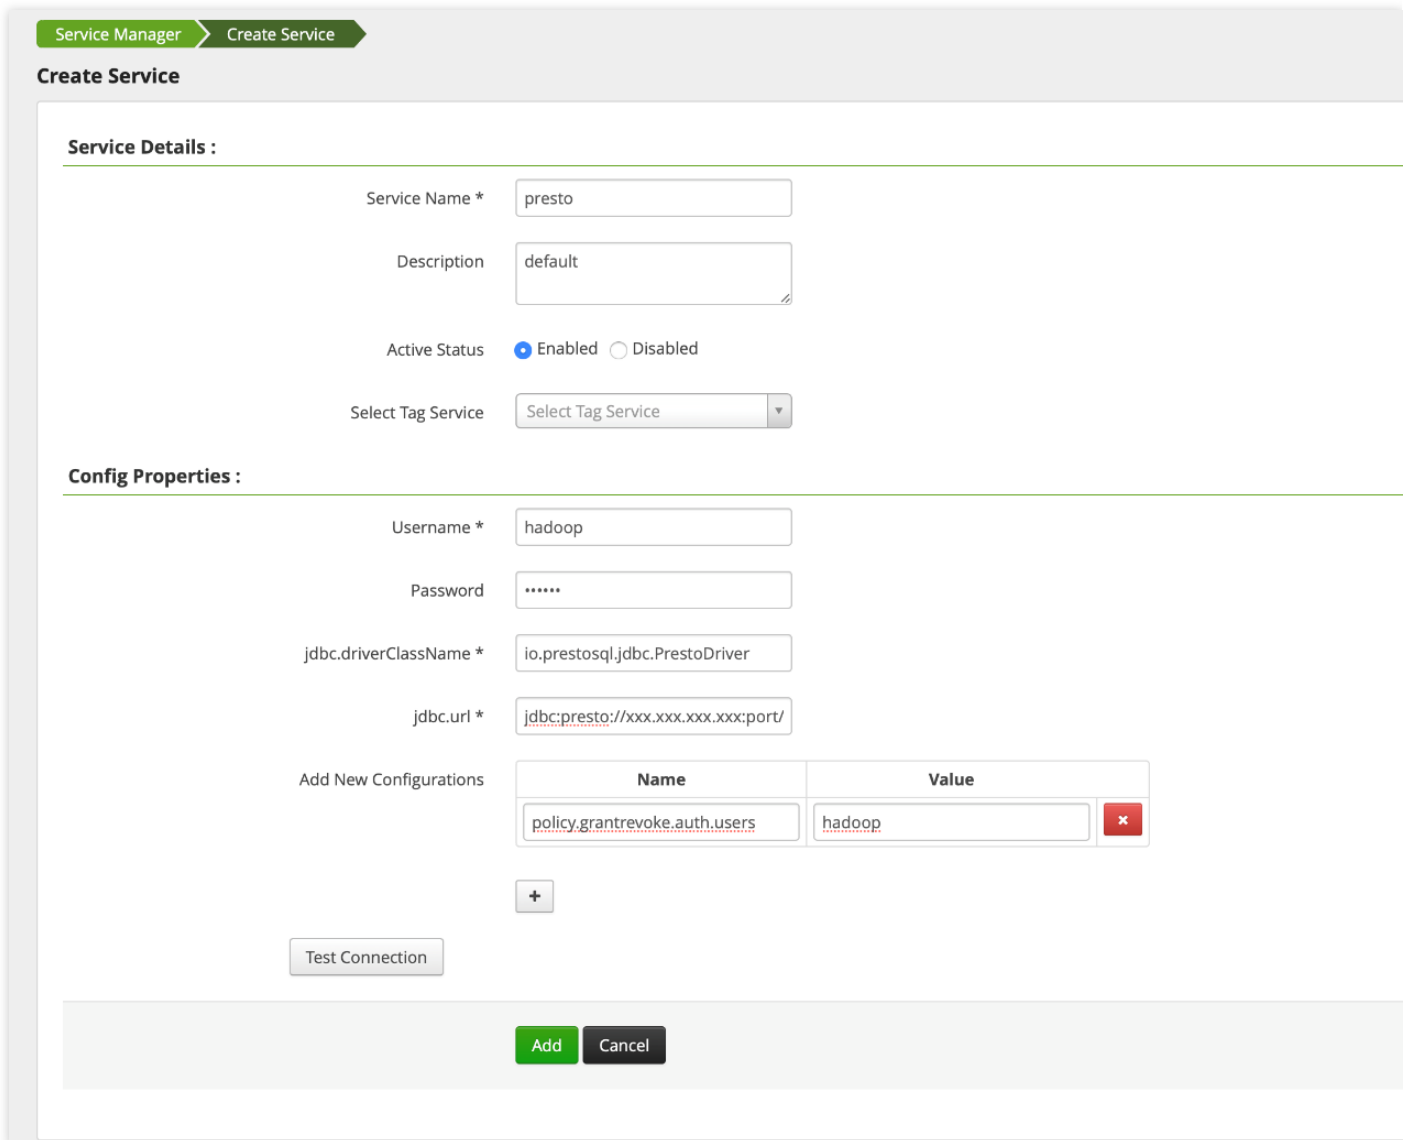 Service Manager Create Service
Create Service
Service Details :
Service Name * presto
Description default
Active Status Enabled Disabled
Select Tag Service Select Tag Service
Config Properties :
Username * hadoop
Password ••••••
jdbc.driverClassName * io.prestosql.jdbc.PrestoDriver
jdbc.url * jdbc:presto://xxx.xxx.xxx.xxx:port/
Add New Configurations Name Value
policy.grantrevoke.auth.users hadoop
+
Test Connection
Add Cancel